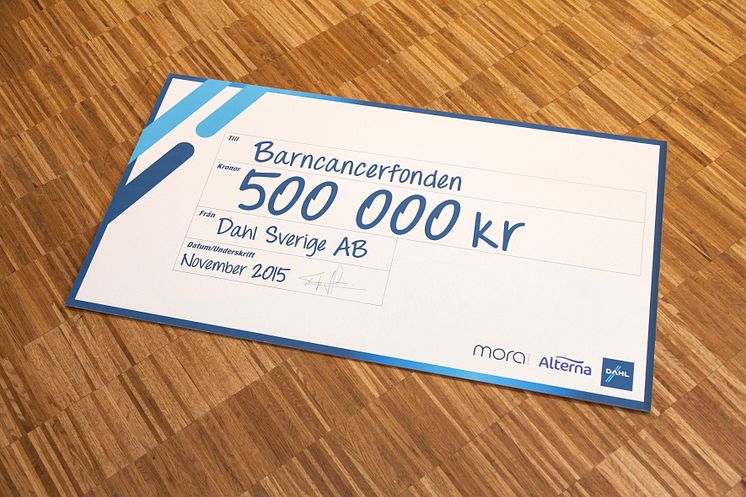 Till
Barncancerfonden
Kronor
500 000 kr
Från
Dahl Sverige AB
Datum/Underskrift
November 2015
mora
Alterna
DAHL